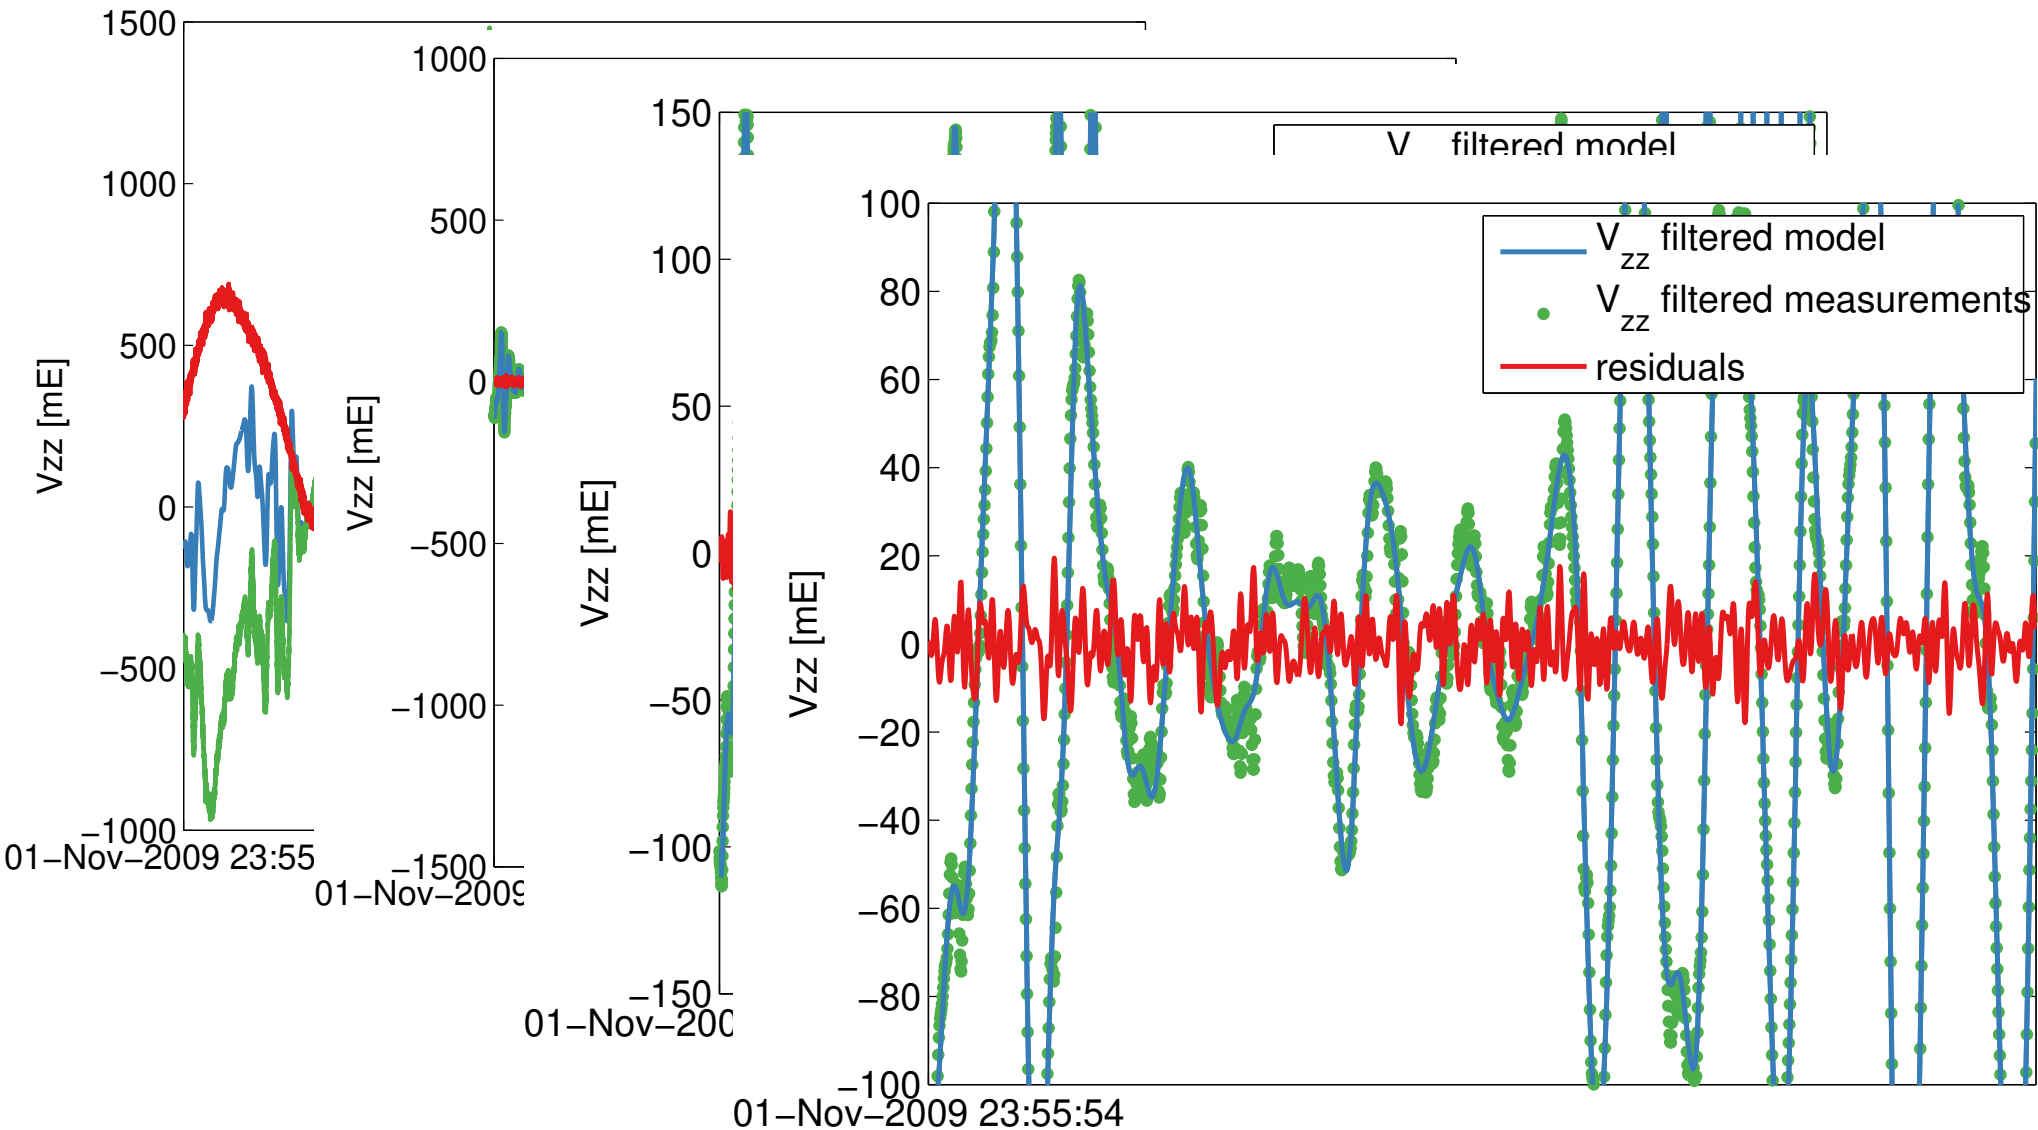 1500
1000
500
0
−500
−1000
Vzz [mE]
01−Nov−2009 23:55
1000
500
0
−500
−1000
−1500
Vzz [mE]
01−Nov−2009
150
100
50
0
−50
−100
−150
Vzz [mE]
01−Nov−200
V filtered model
100
80
60
40
20
0
−20
−40
−60
−80
−100
Vzz [mE]
01−Nov−2009 23:55:54
Vzz filtered model
Vzz filtered measurements
residuals